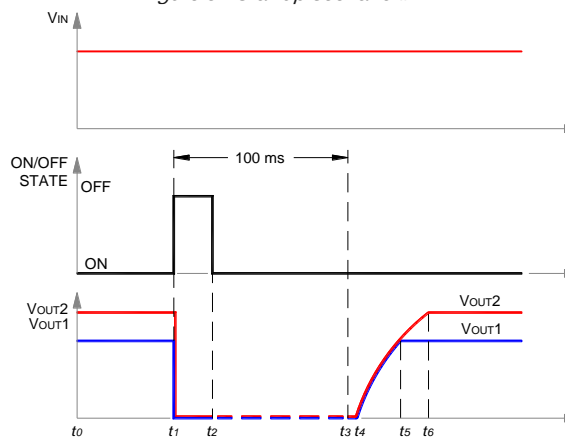 VIN
ON/OFF
STATE
OFF
100 ms
ON
VOUT2
VOUT1
VOUT2
VOUT1
t0 t1 t2 t3 t4 t5 t6